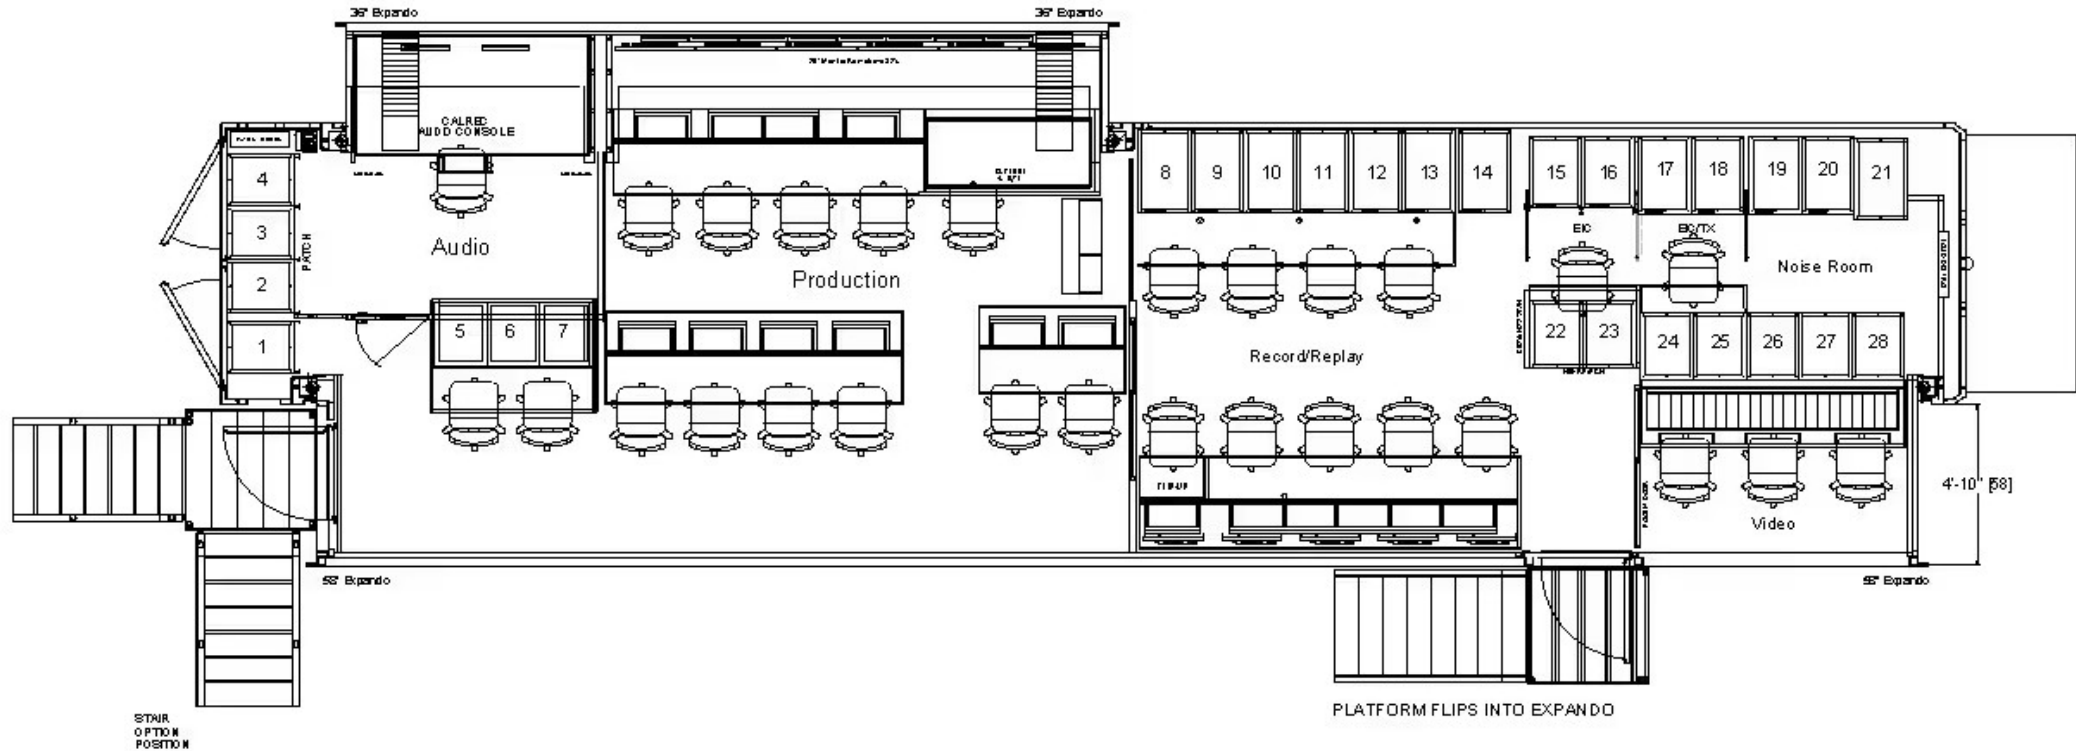 36" Expando
36" Expando
CALREC
AUDIO CONSOLE
4
3
2
1
PATCH
Audio
5
6
7
Production
8
9
10
11
12
13
14
15
16
17
18
19
20
21
EIC
EIC/TX
Noise Room
22
23
24
25
26
27
28
Record/Replay
Video
4'-10" [58]
58" Expando
58" Expando
STAIR
OPTION
POSITION
PLATFORM FLIPS INTO EXPANDO